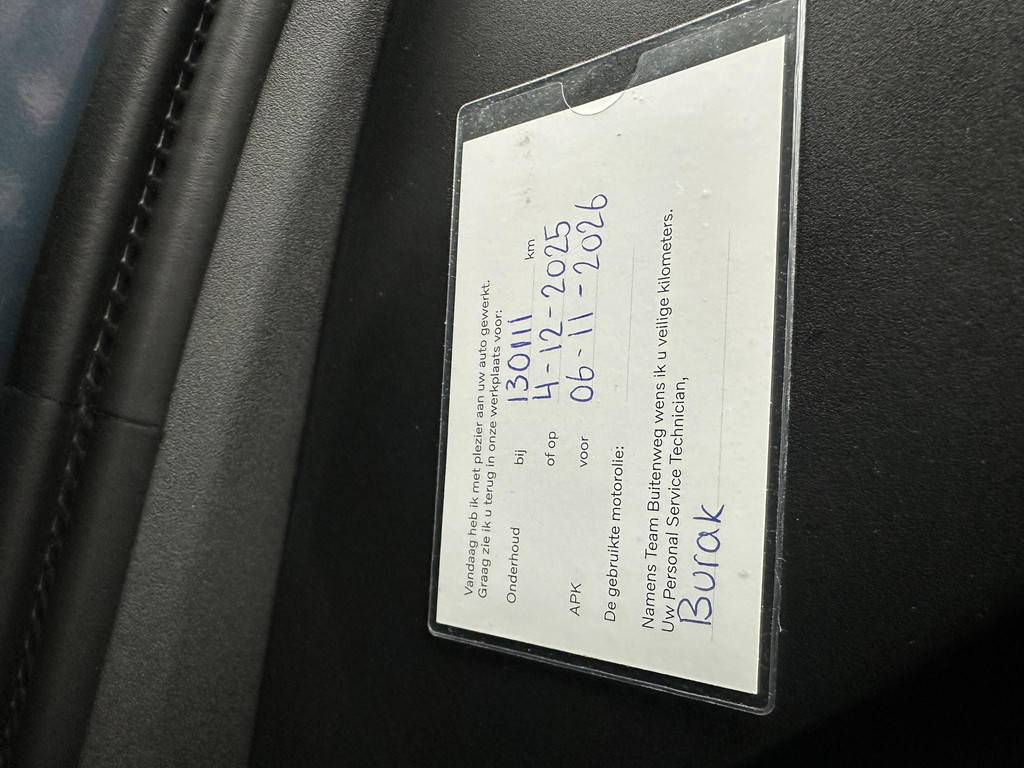 Vandaag heb ik met plezier aan uw auto gewerkt.
Graag zie ik u terug in onze werkplaats voor:
Onderhoud bij 130111 km
of op 4-12-2025
APK voor 06-11-2026
De gebruikte motorolie:
Namens Team Buitenweg wens ik u veilige kilometers.
Uw Personal Service Technician,
Burak